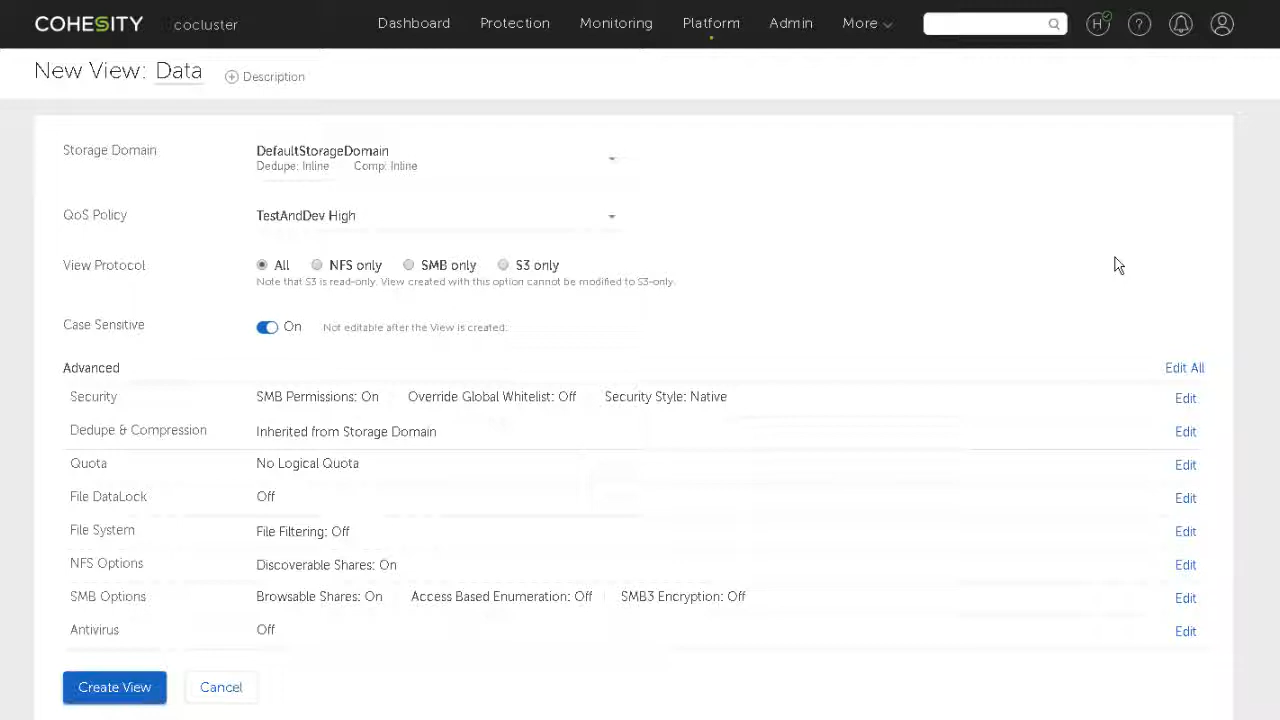 COHESITY cocluster Dashboard Protection Monitoring Platform Admin More H ?
New View: Data + Description
Storage Domain DefaultStorageDomain
Dedupe: Inline Comp: Inline
QoS Policy TestAndDev High
View Protocol All NFS only SMB only S3 only
Note that S3 is read-only. View created with this option cannot be modified to S3-only.
Case Sensitive On Not editable after the View is created.
Advanced Edit All
Security SMB Permissions: On Override Global Whitelist: Off Security Style: Native Edit
Dedupe & Compression Inherited from Storage Domain Edit
Quota No Logical Quota Edit
File DataLock Off Edit
File System File Filtering: Off Edit
NFS Options Discoverable Shares: On Edit
SMB Options Browsable Shares: On Access Based Enumeration: Off SMB3 Encryption: Off Edit
Antivirus Off Edit
Create View Cancel